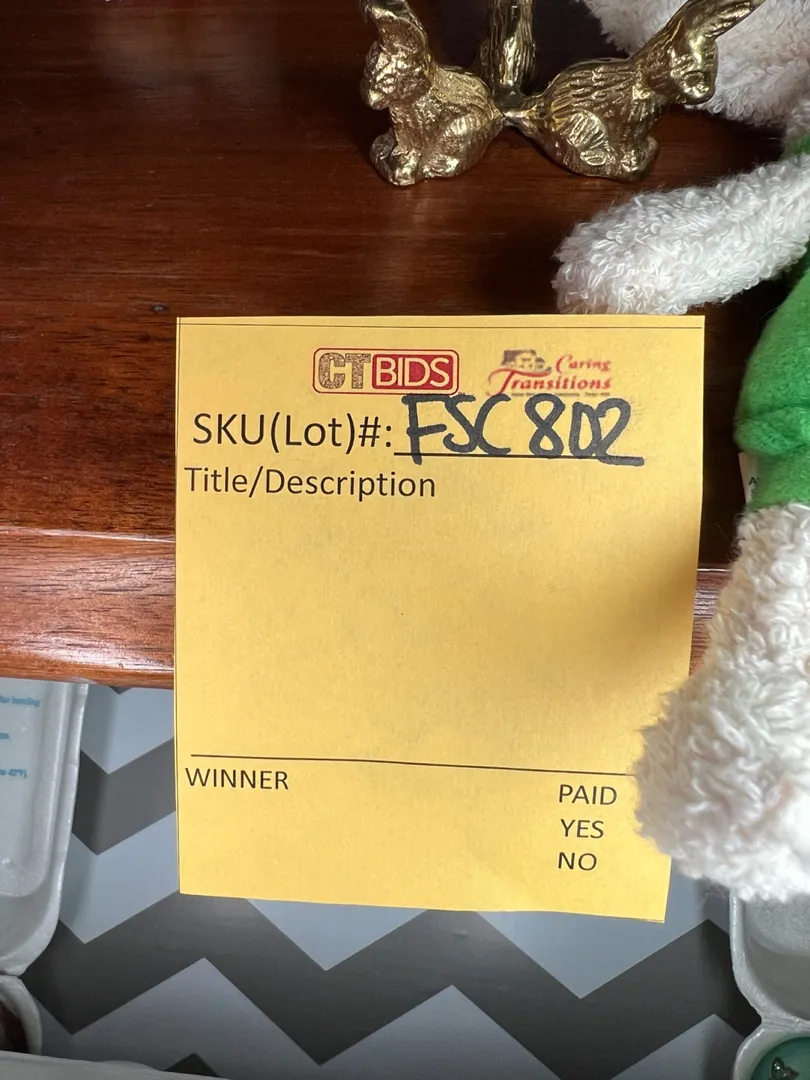 CTBIDS
Caring
Transitions
SKU(Lot)#: FSC 802
Title/Description
WINNER
PAID
YES
NO